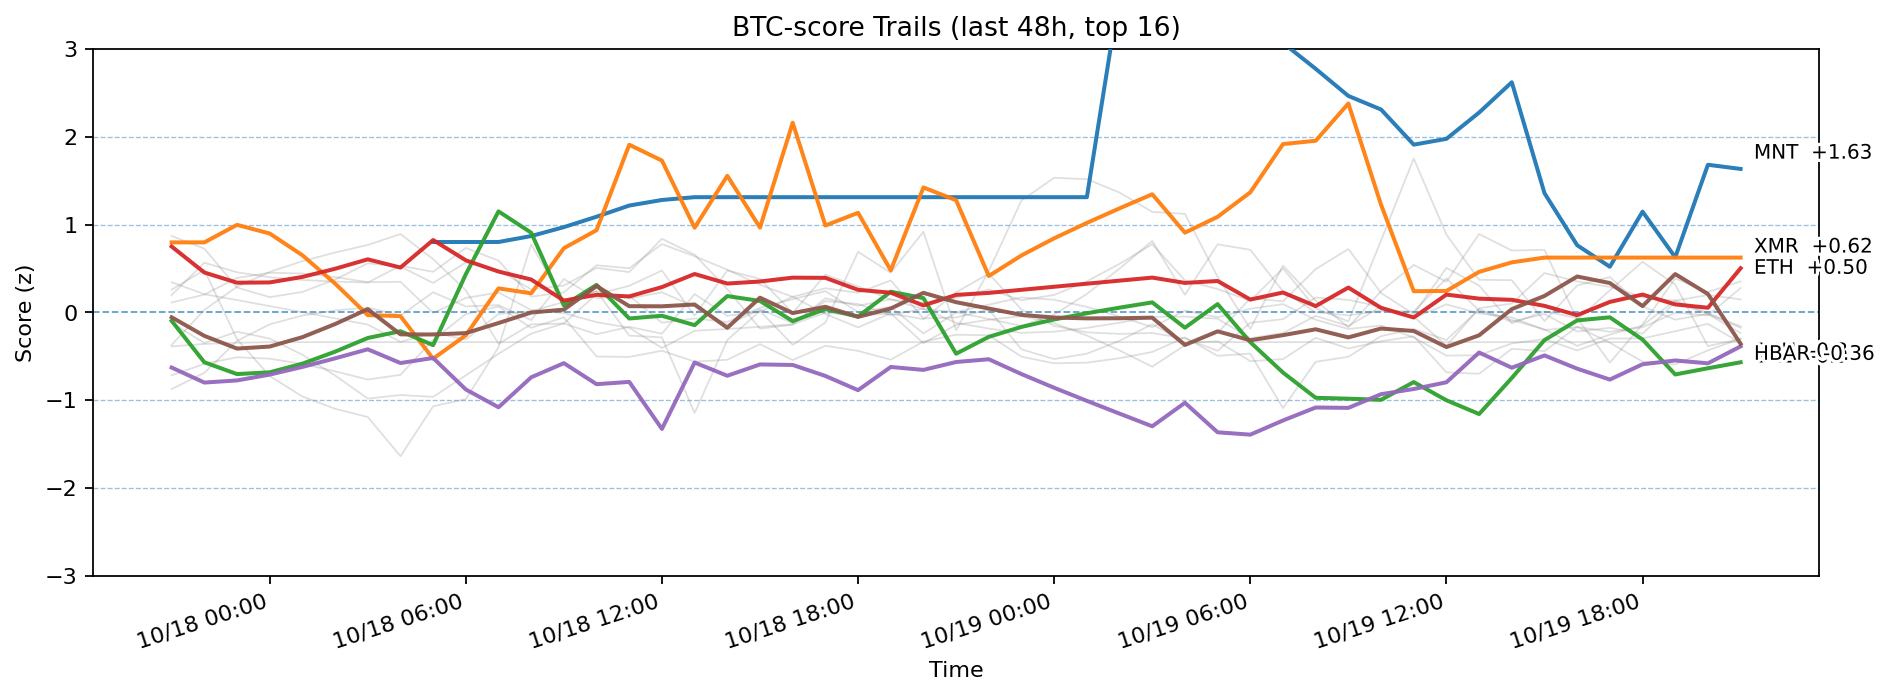 BTC-score Trails (last 48h, top 16)
3
2
1
0
−1
−2
−3
Score (z)
MNT +1.63
XMR +0.62
ETH +0.50
HBAR
10/18 00:00
10/18 06:00
10/18 12:00
10/18 18:00
10/19 00:00
10/19 06:00
10/19 12:00
10/19 18:00
Time